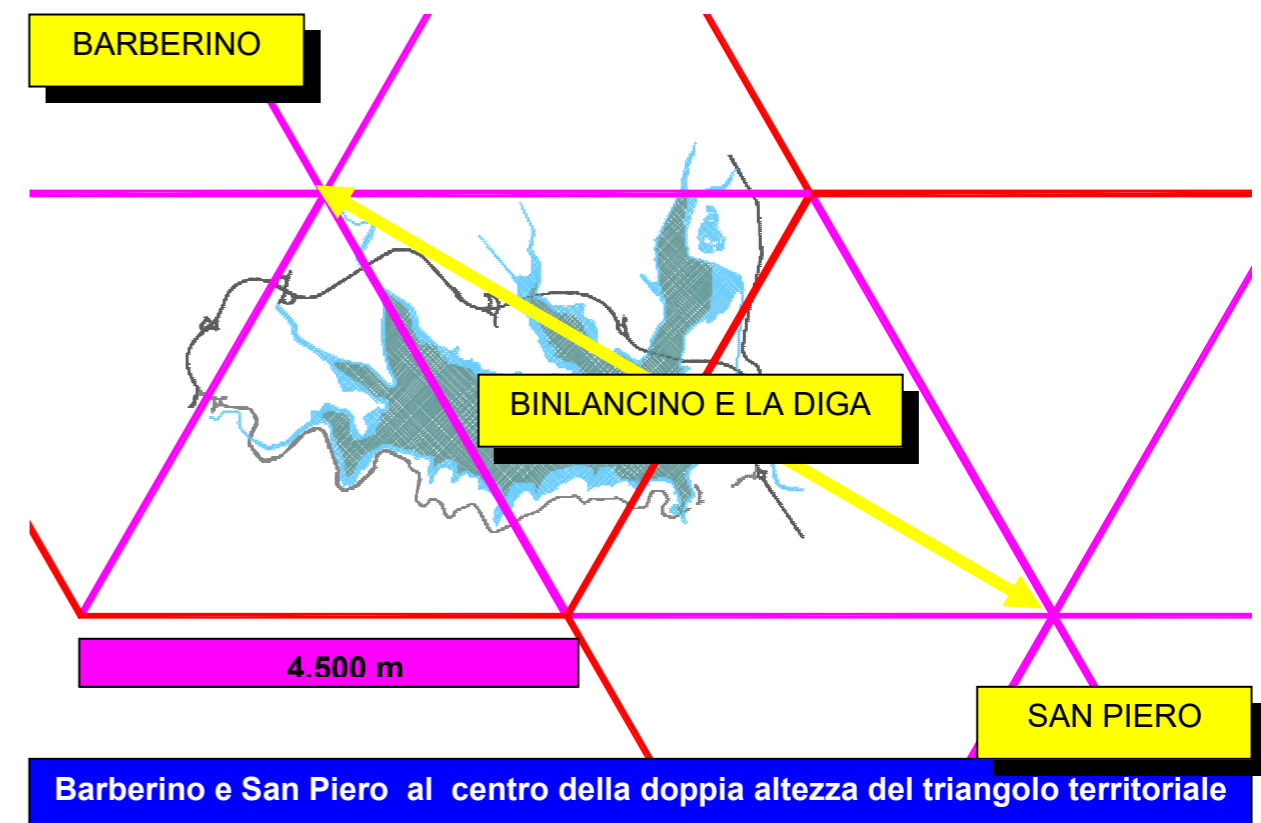 BARBERINO
BINLANCINO E LA DIGA
4.500 m
SAN PIERO
Barberino e San Piero al centro della doppia altezza del triangolo territoriale